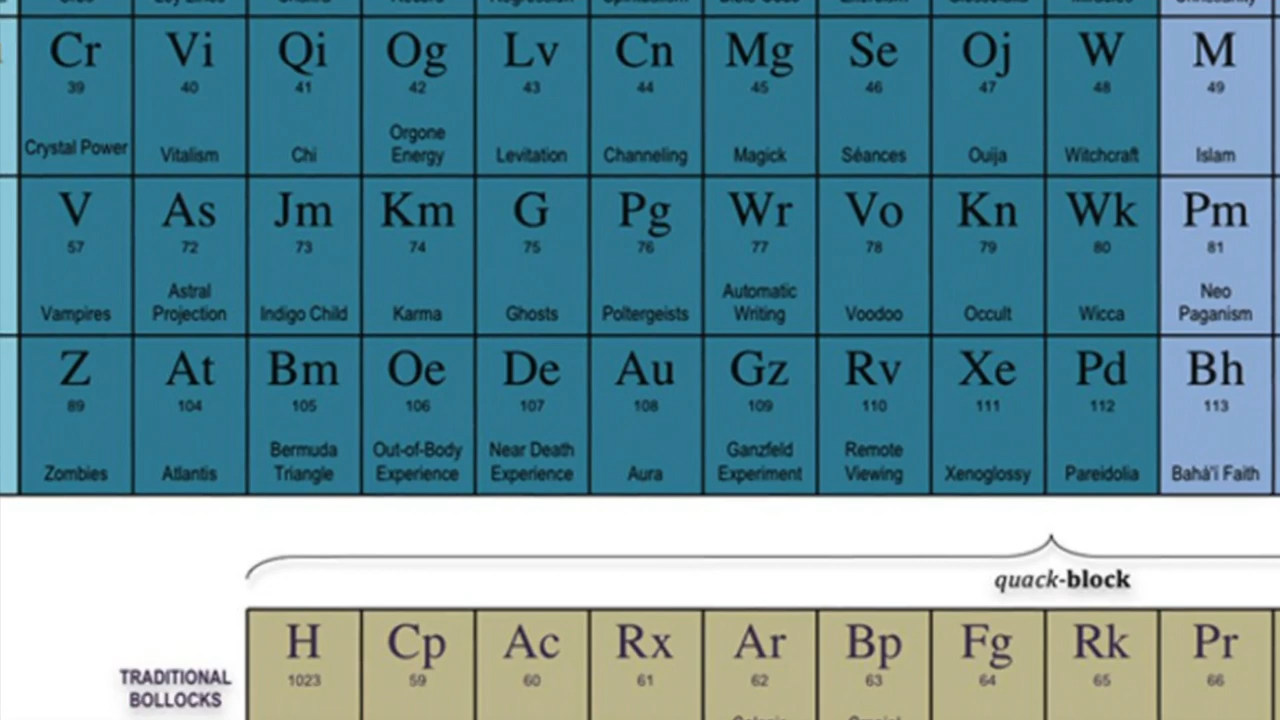 Cr Vi Qi Og Lv Cn Mg Se Oj W M
39 40 41 42 43 44 45 46 47 48 49
Crystal Power Vitalism Chi Orgone Energy Levitation Channeling Magick Séances Ouija Witchcraft Islam
V As Jm Km G Pg Wr Vo Kn Wk Pm
57 72 73 74 75 76 77 78 79 80 81
Vampires Astral Projection Indigo Child Karma Ghosts Poltergeists Automatic Writing Voodoo Occult Wicca Neo Paganism
Z At Bm Oe De Au Gz Rv Xe Pd Bh
89 104 105 106 107 108 109 110 111 112 113
Zombies Atlantis Bermuda Triangle Out-of-Body Experience Near Death Experience Aura Ganzfeld Experiment Remote Viewing Xenoglossy Pareidolia Bahá'í Faith
quack-block
H Cp Ac Rx Ar Bp Fg Rk Pr
TRADITIONAL BOLLOCKS
1023 59 60 61 62 63 64 65 66